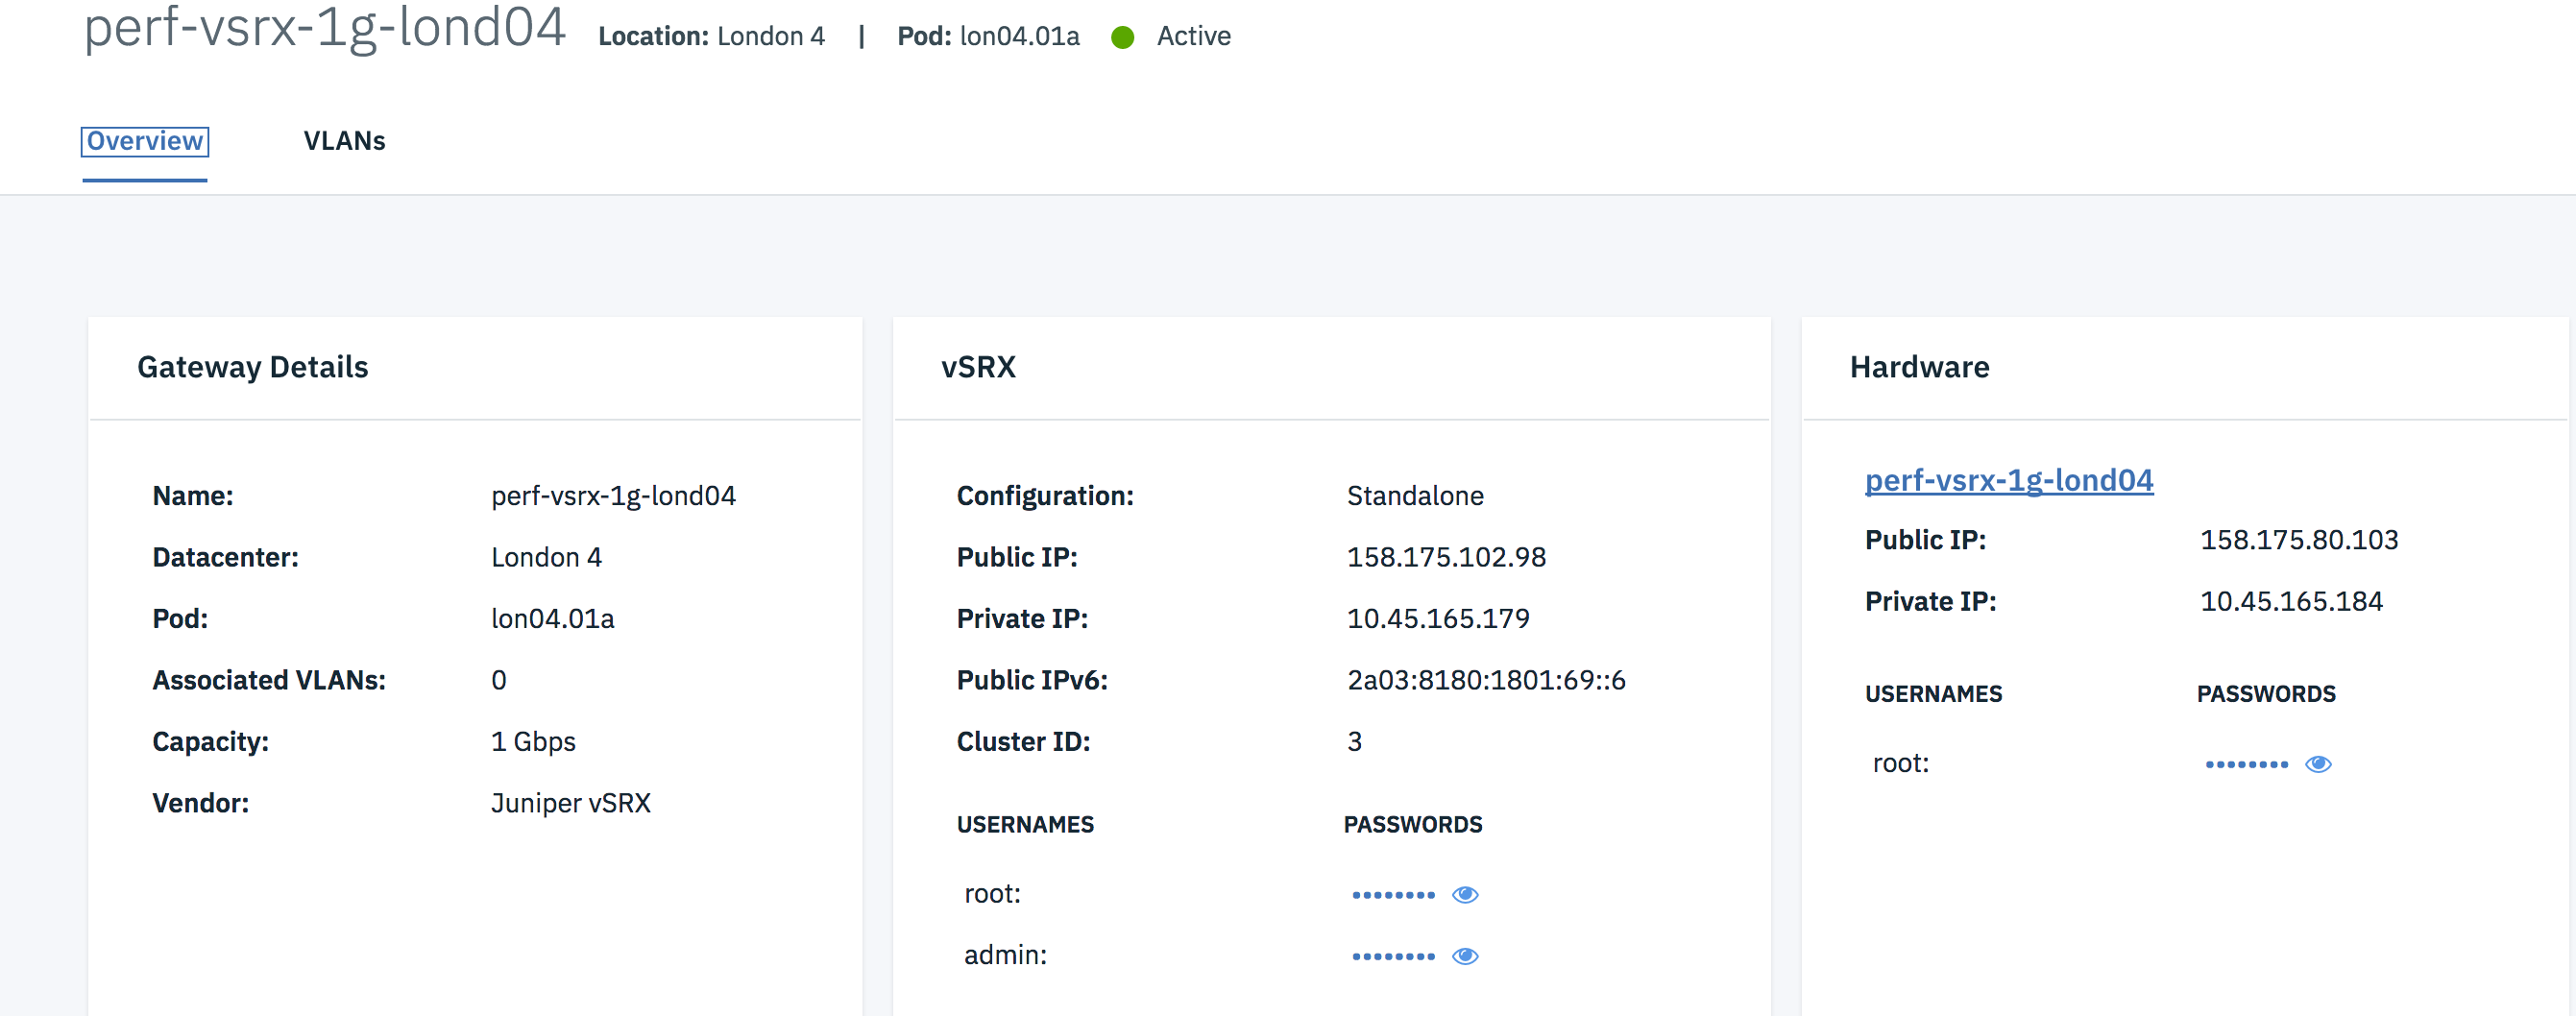 perf-vsrx-1g-lond04 Location: London 4 | Pod: lon04.01a Active
Overview VLANs
Gateway Details
Name: perf-vsrx-1g-lond04
Datacenter: London 4
Pod: lon04.01a
Associated VLANs: 0
Capacity: 1 Gbps
Vendor: Juniper vSRX
vSRX
Configuration: Standalone
Public IP: 158.175.102.98
Private IP: 10.45.165.179
Public IPv6: 2a03:8180:1801:69::6
Cluster ID: 3
USERNAMES PASSWORDS
root: ••••••••
admin: ••••••••
Hardware
perf-vsrx-1g-lond04
Public IP: 158.175.80.103
Private IP: 10.45.165.184
USERNAMES PASSWORDS
root: ••••••••